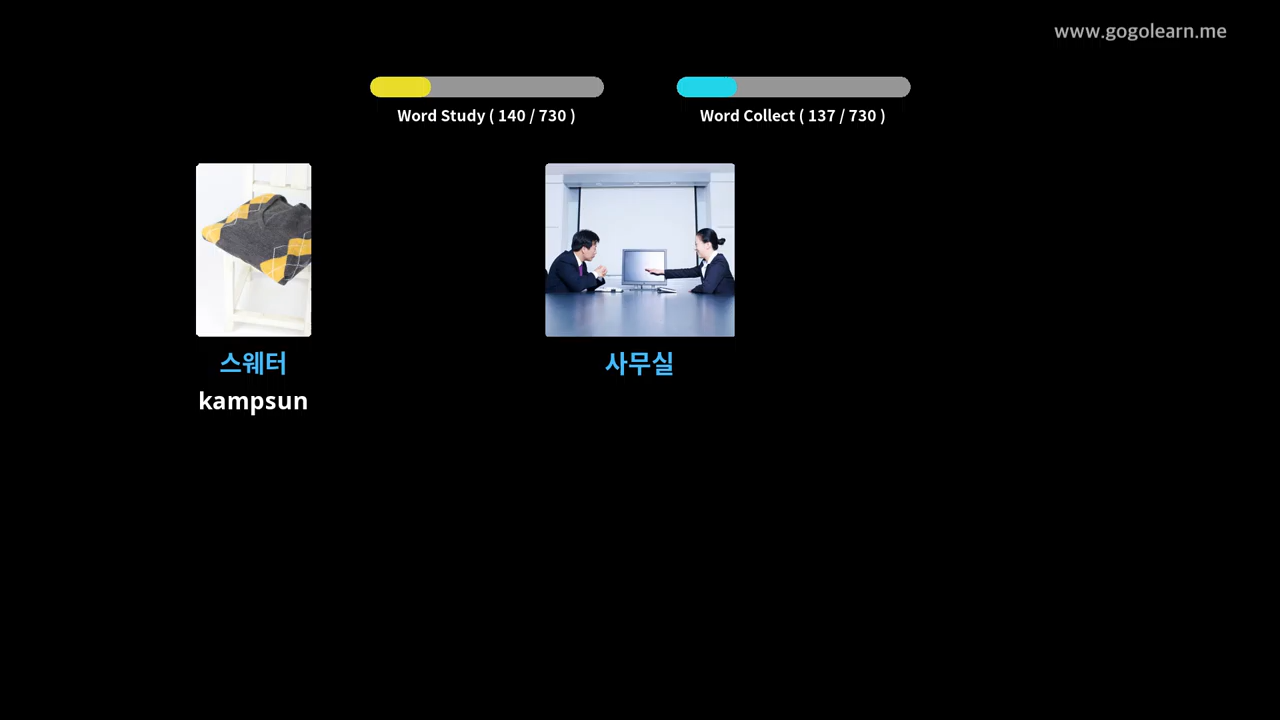 www.gogolearn.me
Word Study ( 140 / 730 )
Word Collect ( 137 / 730 )
스웨터
kampsun
사무실